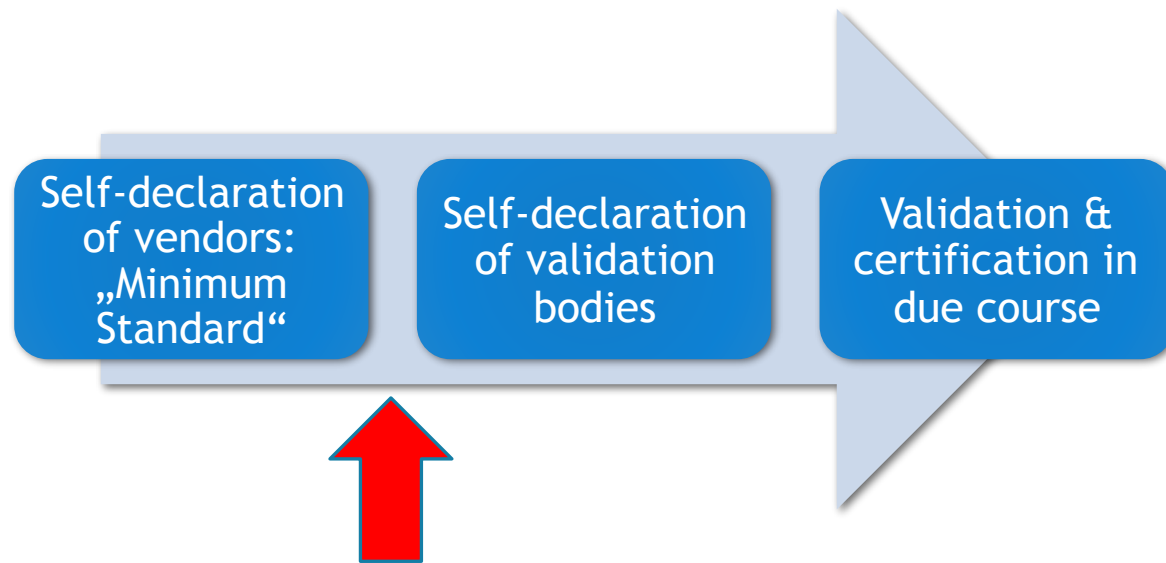 Self-declaration
of vendors:
„Minimum
Standard“
Self-declaration
of validation
bodies
Validation &
certification in
due course